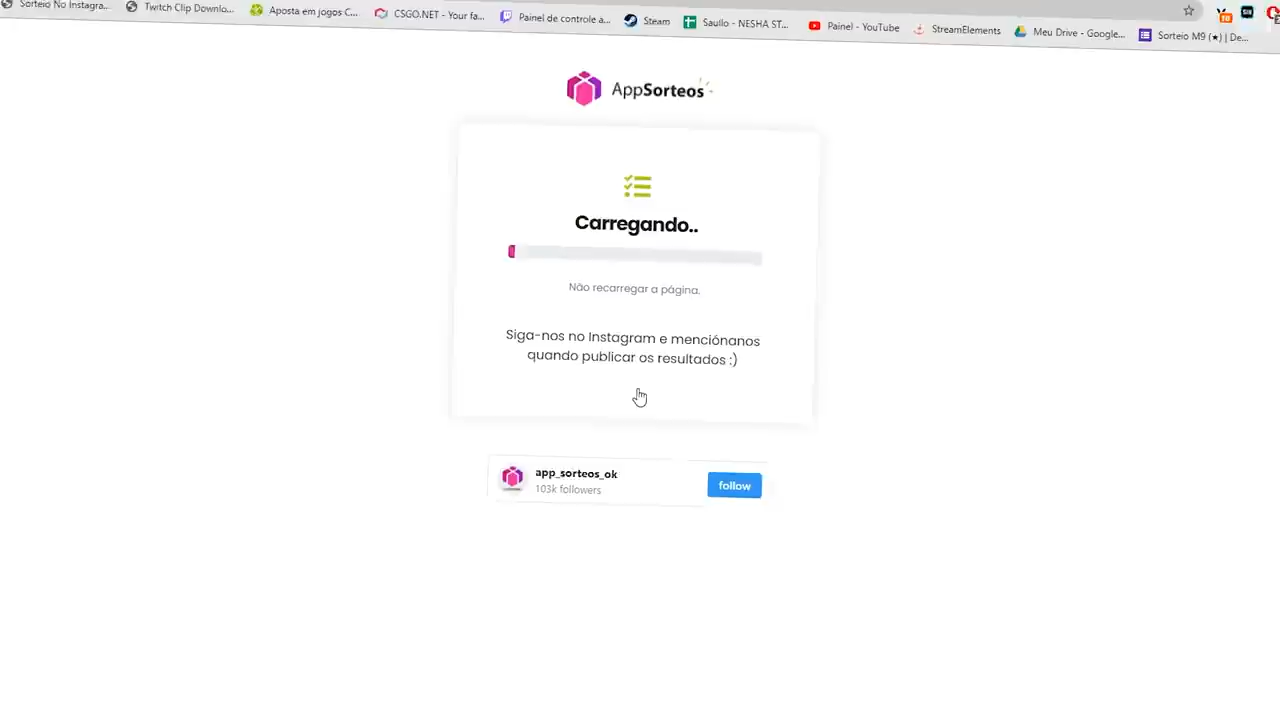 Sorteio No Instagra...
Twitch Clip Downlo...
Aposta em jogos C...
CSGO.NET - Your fa...
Painel de controle a...
Steam
Saullo - NESHA ST...
Painel - YouTube
StreamElements
Meu Drive - Google...
Sorteio M9 (★) | De...
AppSorteos
Carregando..
Não recarregar a página.
Siga-nos no Instagram e menciónanos
quando publicar os resultados :)
app_sorteos_ok
103k followers
follow